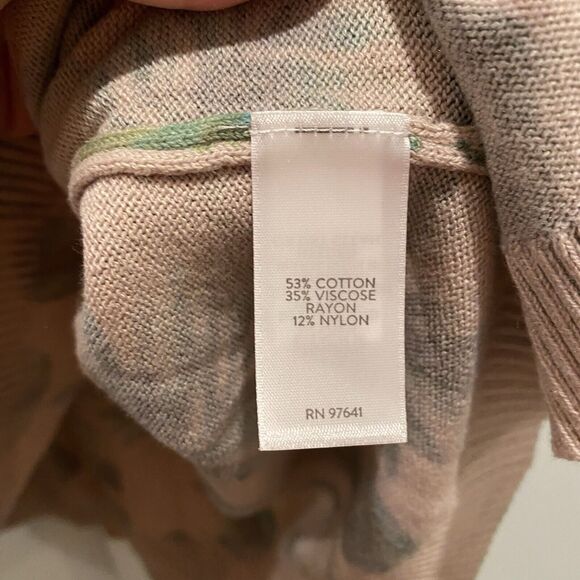 53% COTTON
35% VISCOSE
RAYON
12% NYLON
RN 97641